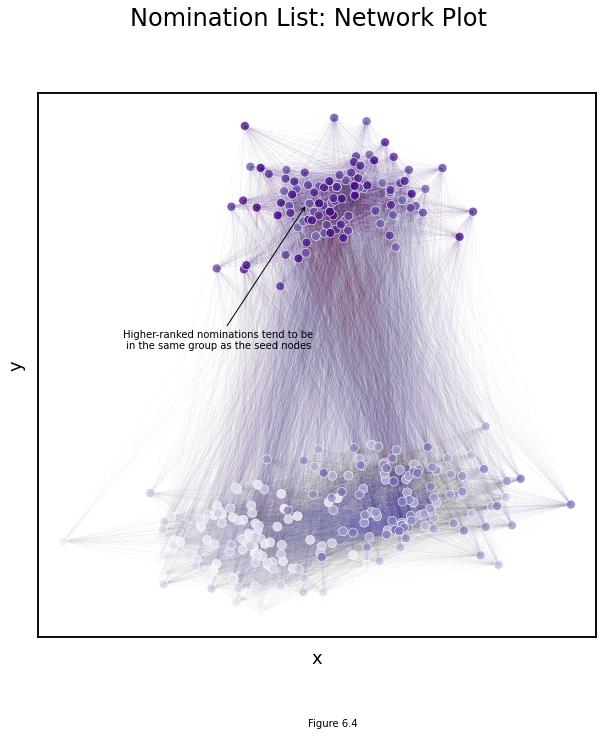 Nomination List: Network Plot
Higher-ranked nominations tend to be
in the same group as the seed nodes
y
x
Figure 6.4